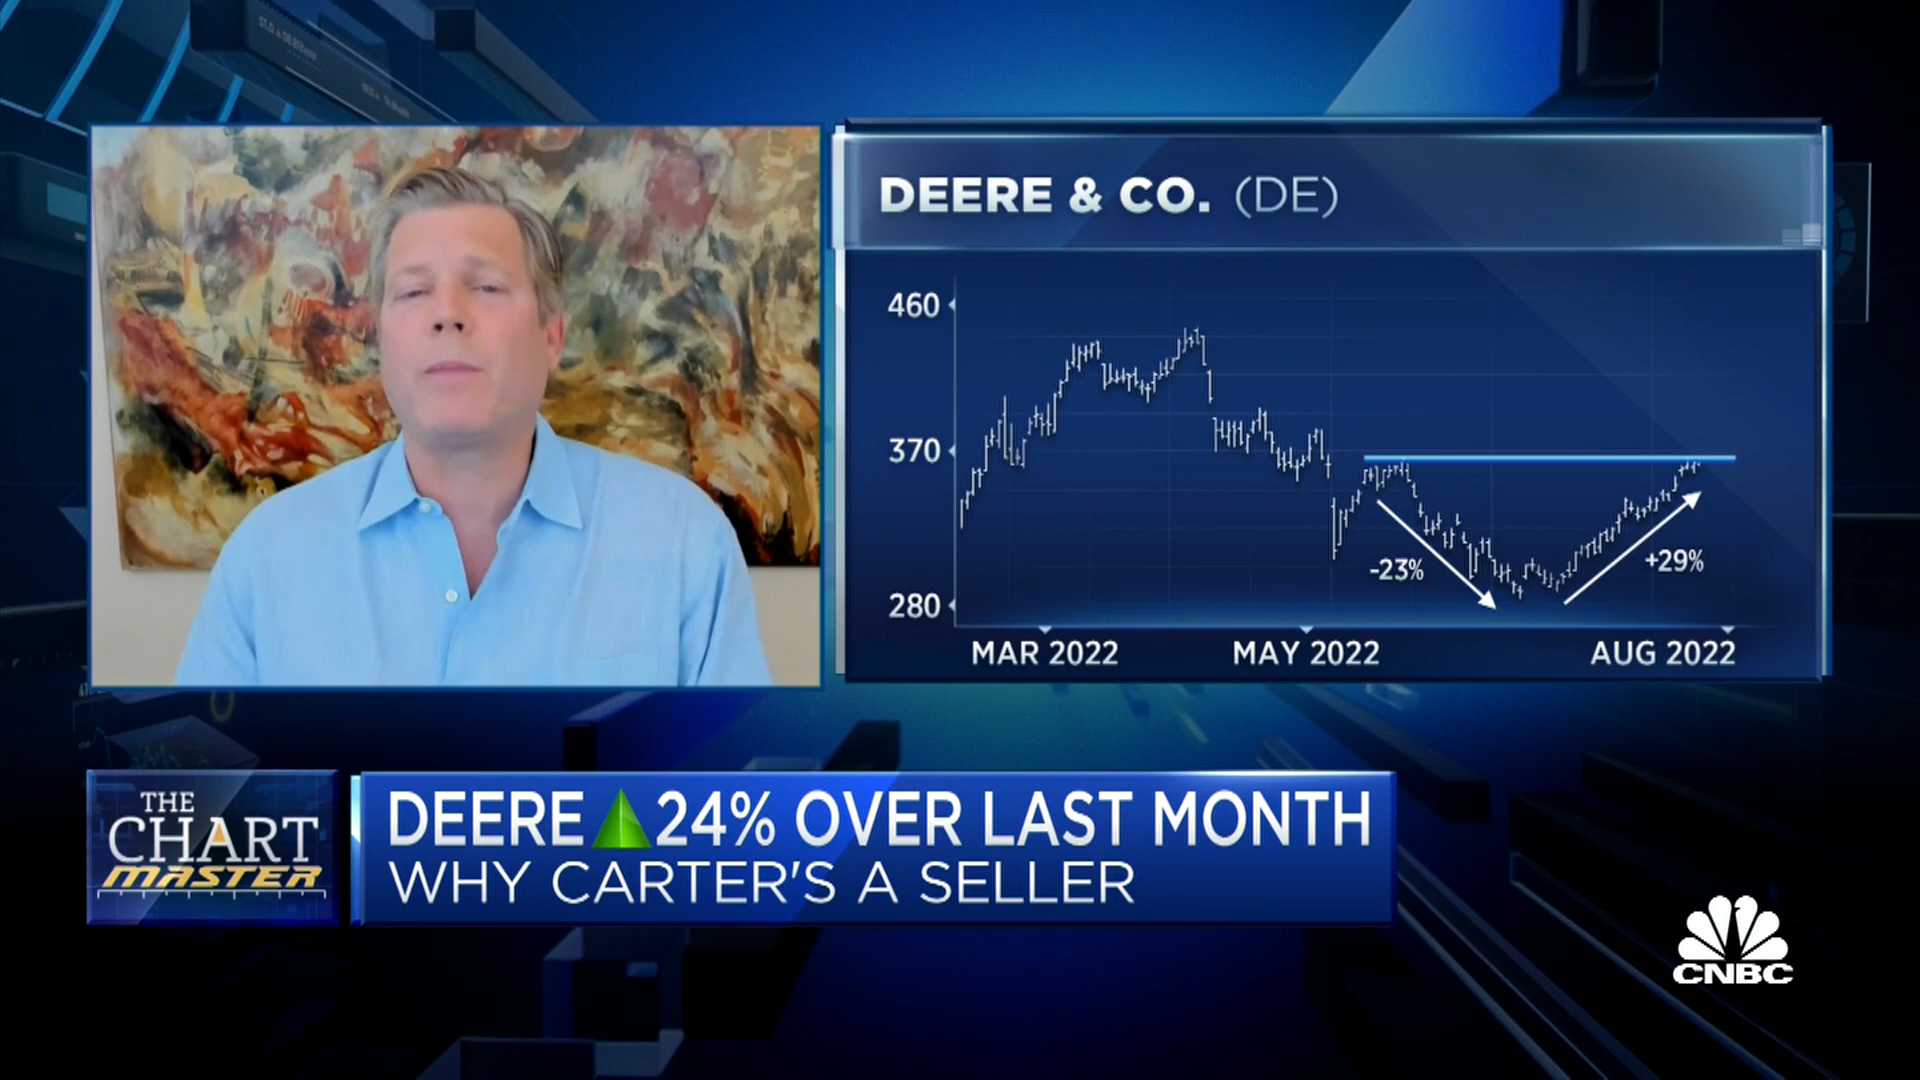 DEERE & CO. (DE)
460
370
280
-23%
+29%
MAR 2022
MAY 2022
AUG 2022
THE
CHART
MASTER
DEERE 24% OVER LAST MONTH
WHY CARTER'S A SELLER
CNBC